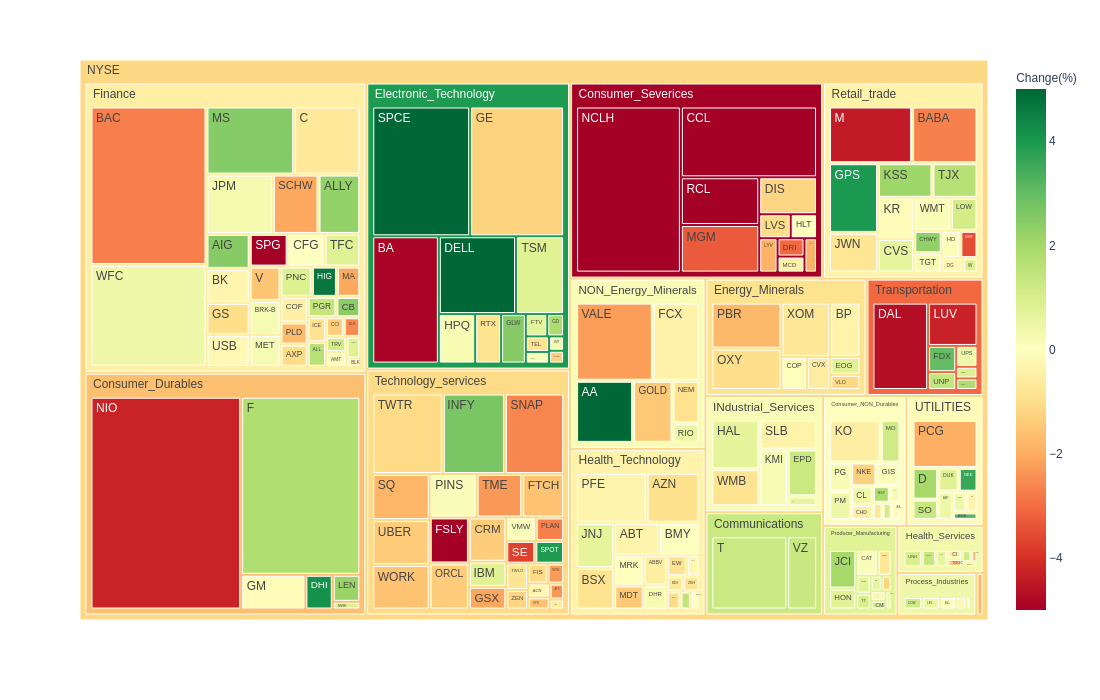 Change(%)
NYSE
Finance
BAC
MS
C
JPM
SCHW
ALLY
AIG
SPG
CFG
TFC
WFC
BK
V
PNC
HIG
MA
GS
BRK-B
COF
PGR
CB
PLD
ICE
CCI
USB
MET
AXP
ALL
TRV
AMT
BLK
Electronic_Technology
SPCE
GE
BA
DELL
TSM
HPQ
RTX
GLW
FTV
TEL
Consumer_Severices
NCLH
CCL
RCL
DIS
MGM
LVS
HLT
LYV
DRI
MCD
Retail_trade
M
BABA
GPS
KSS
TJX
KR
WMT
LOW
JWN
CVS
CHWY
HD
TGT
DG
W
Consumer_Durables
NIO
F
GM
DHI
LEN
Technology_services
TWTR
INFY
SNAP
SQ
PINS
TME
FTCH
UBER
FSLY
CRM
VMW
PLAN
SE
SPOT
WORK
ORCL
IBM
TWLO
FIS
GSX
ZEN
ACN
NON_Energy_Minerals
VALE
FCX
AA
GOLD
NEM
RIO
Health_Technology
PFE
AZN
JNJ
ABT
BMY
BSX
MRK
ABBV
EW
MDT
DHR
Energy_Minerals
PBR
XOM
BP
OXY
COP
CVX
EOG
VLO
Transportation
DAL
LUV
FDX
UPS
UNP
INdustrial_Services
HAL
SLB
KMI
EPD
WMB
Communications
T
VZ
Consumer_NON_Durables
KO
MO
PG
NKE
GIS
PM
CL
CHD
UTILITIES
PCG
D
DUK
SO
Producer_Manufacturing
JCI
CAT
HON
TT
Health_Services
UNH
CI
Process_Industries
4
2
0
−2
−4